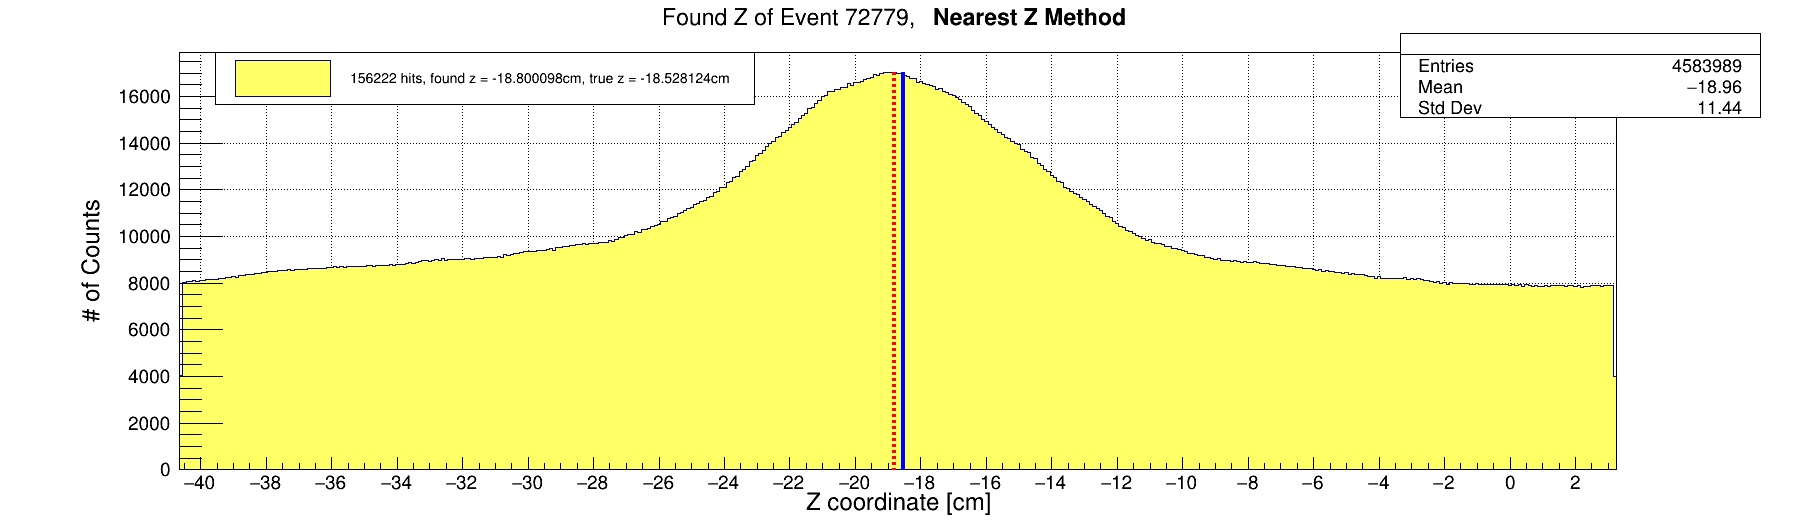 Found Z of Event 72779, Nearest Z Method
156222 hits, found z = -18.800098cm, true z = -18.528124cm
Entries 4583989
Mean −18.96
Std Dev 11.44
# of Counts
16000
14000
12000
10000
8000
6000
4000
2000
0
−40 −38 −36 −34 −32 −30 −28 −26 −24 −22 −20 −18 −16 −14 −12 −10 −8 −6 −4 −2 0 2
Z coordinate [cm]